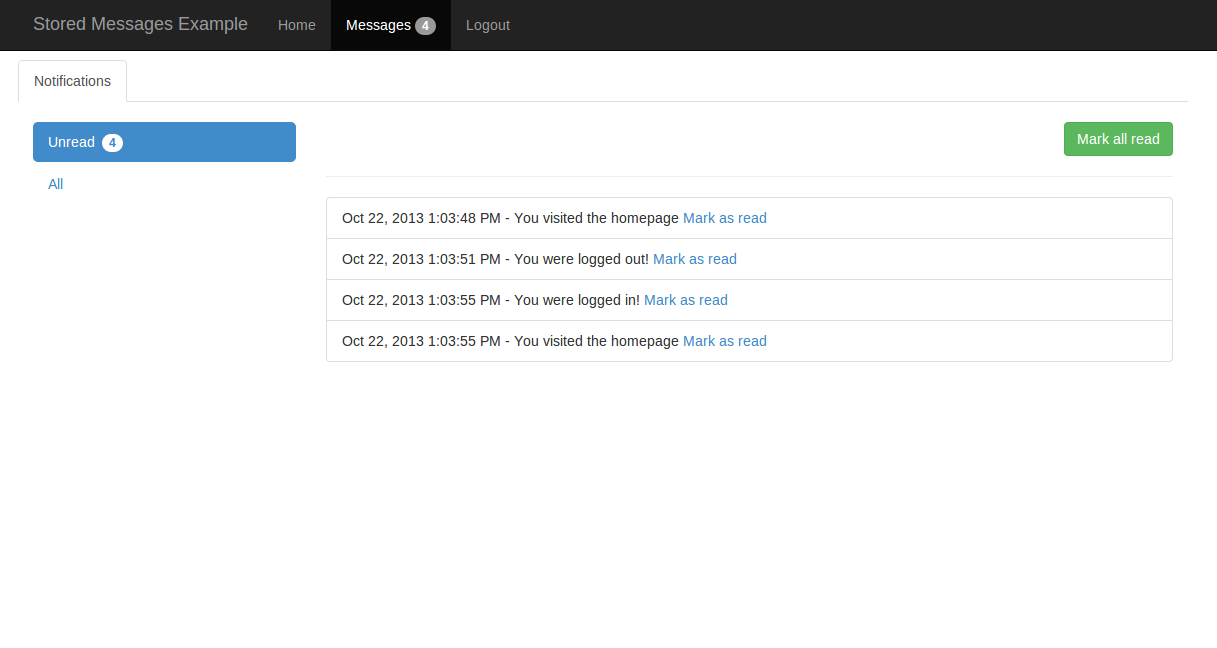 Stored Messages Example Home Messages 4 Logout
Notifications
Unread 4
Mark all read
All
Oct 22, 2013 1:03:48 PM - You visited the homepage Mark as read
Oct 22, 2013 1:03:51 PM - You were logged out! Mark as read
Oct 22, 2013 1:03:55 PM - You were logged in! Mark as read
Oct 22, 2013 1:03:55 PM - You visited the homepage Mark as read